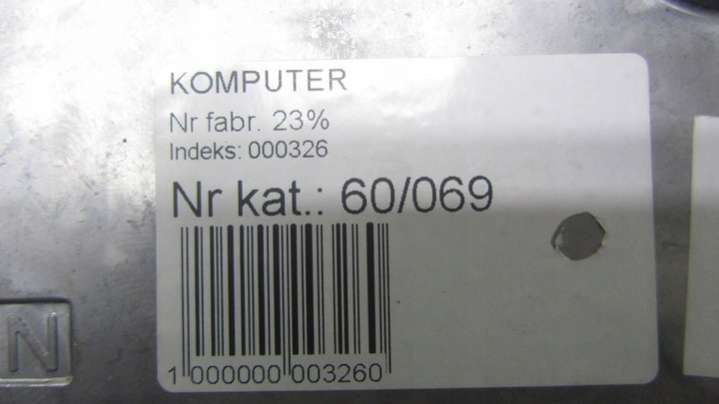 KOMPUTER
Nr fabr. 23%
Indeks: 000326
Nr kat.: 60/069
1 000000 003260
N